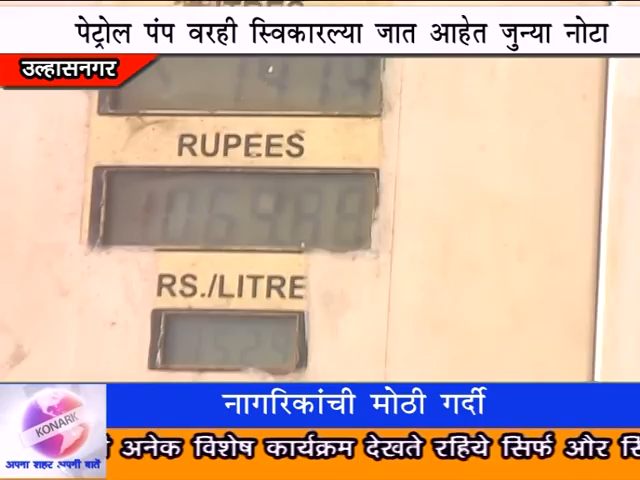 LITRES
पेट्रोल पंप वरही स्विकारल्या जात आहेत जुन्या नोटा
उल्हासनगर
RUPEES
RS./LITRE
नागरिकांची मोठी गर्दी
KONARK
अपना शहर अपनी बातें
अनेक विशेष कार्यक्रम देखते रहिये सिर्फ और